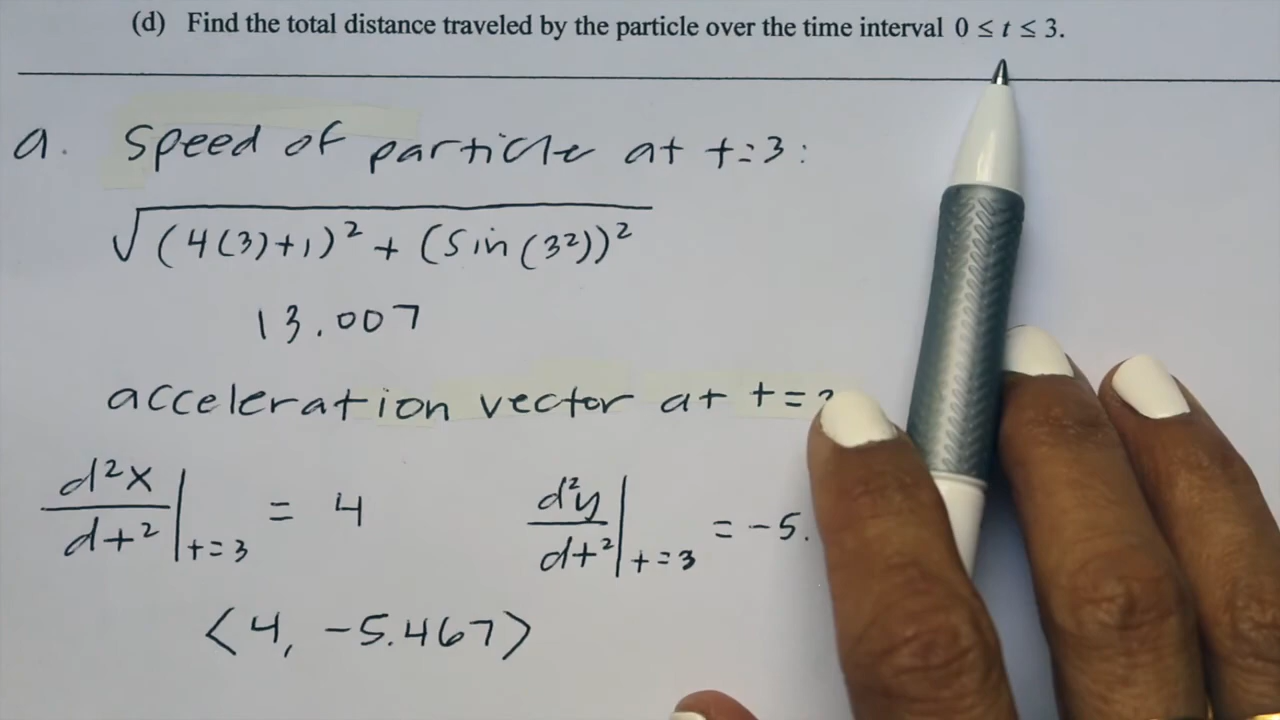 (d) Find the total distance traveled by the particle over the time interval 0 ≤ t ≤ 3.
a. Speed of particle at t=3:
√((4(3)+1)² + (Sin(3²))²)
13.007
acceleration vector at t=
d²x/dt² |t=3 = 4 d²y/dt² |t=3 = -5.
⟨4, -5.467⟩